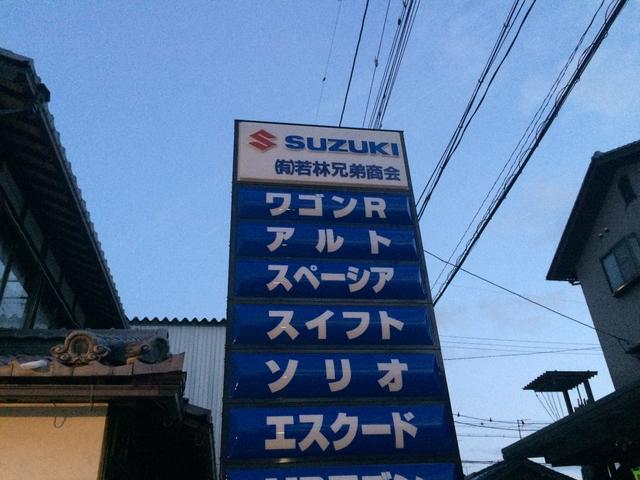 SUZUKI
㈲若林兄弟商会
ワゴンR
アルト
スペーシア
スイフト
ソリオ
エスクード